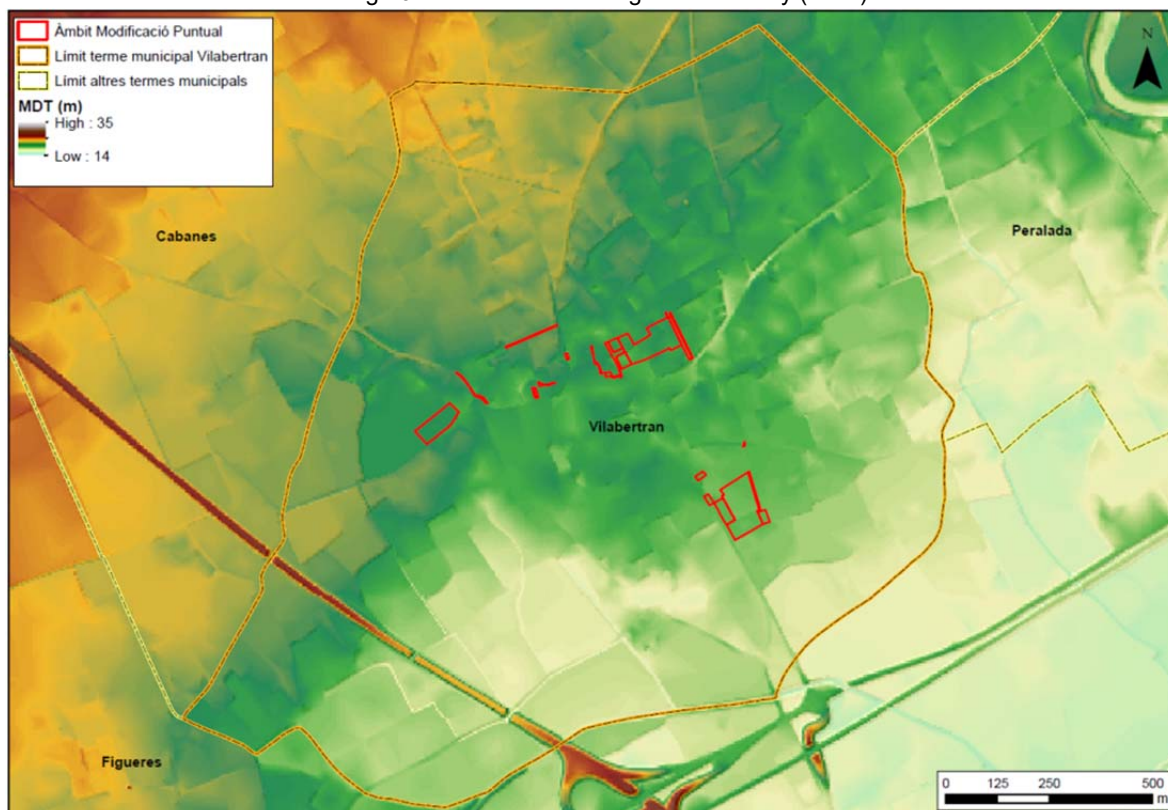 Àmbit Modificació Puntual
Límit terme municipal Vilabertran
Límit altres termes municipals
MDT (m)
High : 35
Low : 14
N
Cabanes
Peralada
Vilabertran
Figueres
0 125 250 500
m